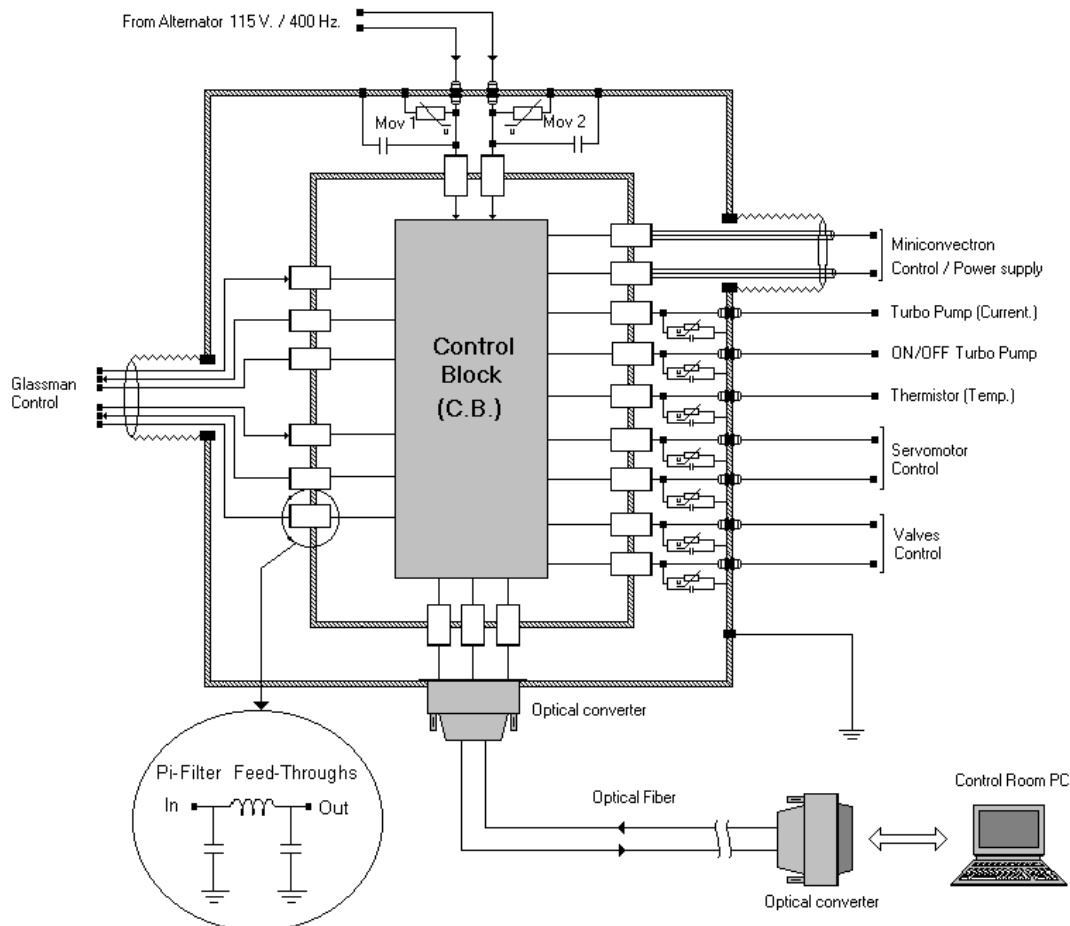 From Alternator 115 V. / 400 Hz.
Mov 1
Mov 2
u
u
Miniconvectron
Control / Power supply
Turbo Pump (Current.)
u
ON/OFF Turbo Pump
u
Thermistor (Temp.)
u
Servomotor
Control
u
u
Valves
Control
u
u
Control
Block
(C.B.)
Glassman
Control
Optical converter
Pi-Filter Feed-Throughs
In
Out
Optical Fiber
Control Room PC
Optical converter